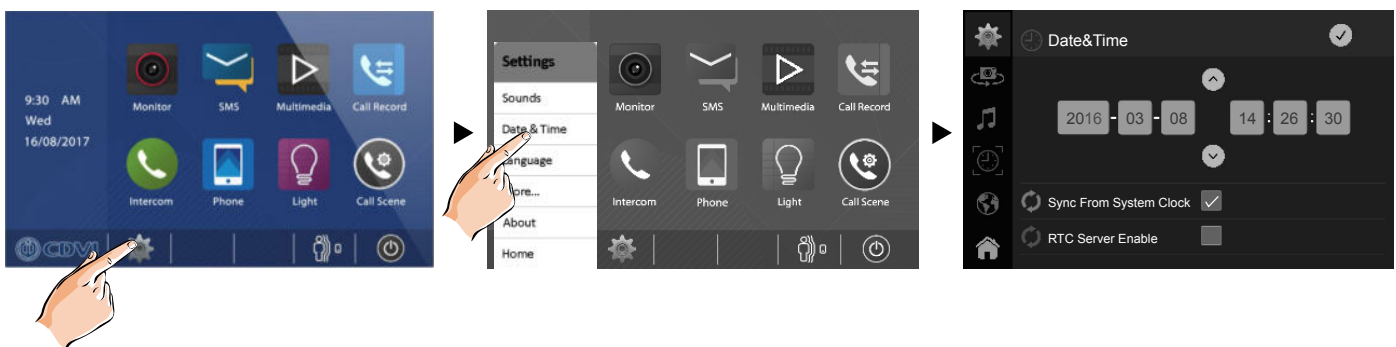 9:30 AM
Wed
16/08/2017
Monitor
SMS
Multimedia
Call Record
Intercom
Phone
Light
Call Scene
CDVI
Settings
Sounds
Date & Time
Language
More...
About
Home
Monitor
SMS
Multimedia
Call Record
Intercom
Phone
Light
Call Scene
Date&Time
2016 - 03 - 08 14 : 26 : 30
Sync From System Clock
RTC Server Enable